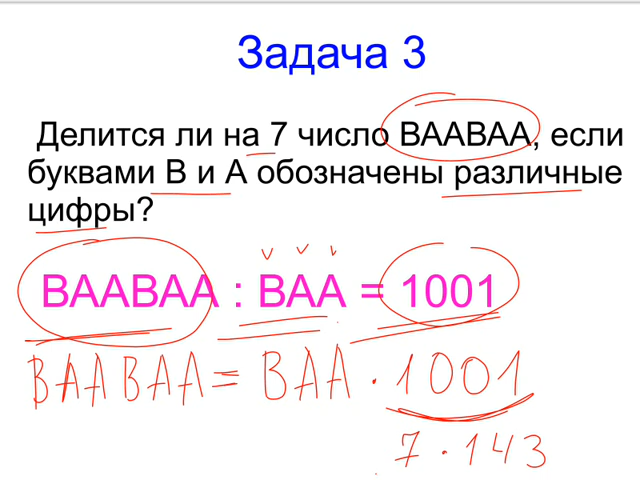 Задача 3
Делится ли на 7 число ВААВАА, если
буквами В и А обозначены различные
цифры?
ВААВАА : ВАА = 1001
ВААВАА = ВАА · 1001
7 · 143